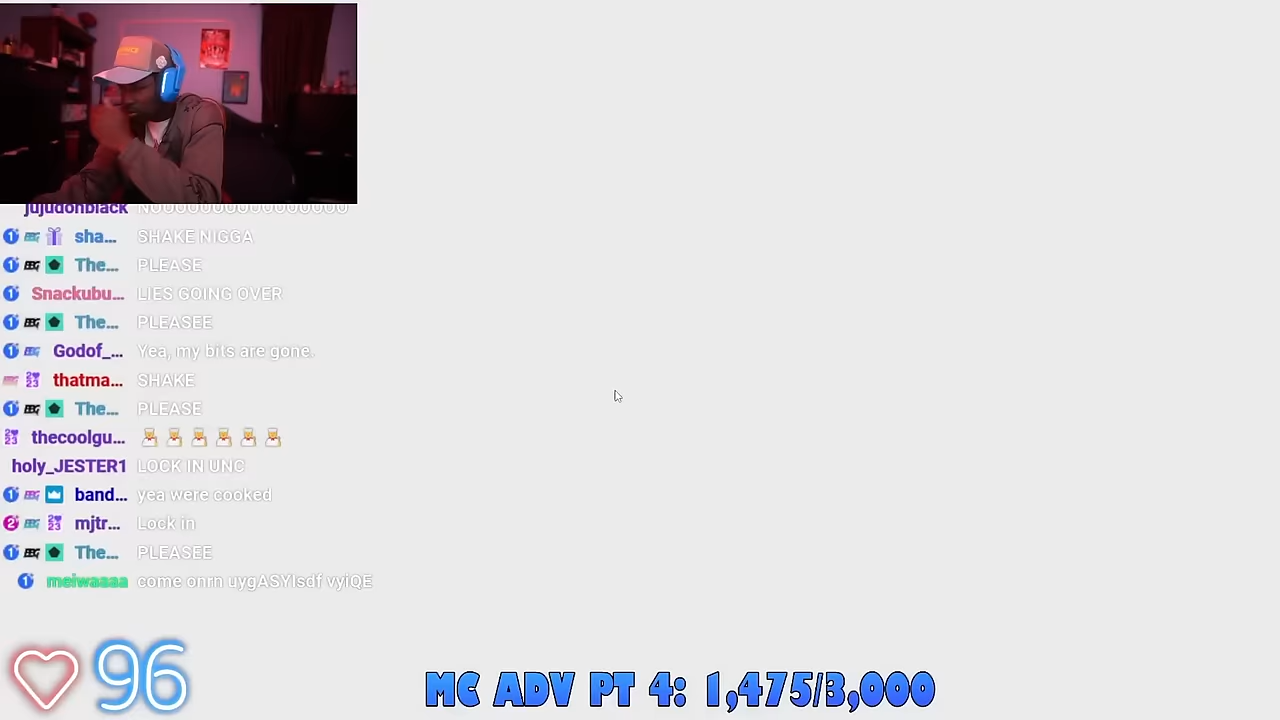 jujudonblack NOOOOOOOOOOOOOOOOO
sha... SHAKE NIGGA
The... PLEASE
Snackubu... LIES GOING OVER
The... PLEASEE
Godof_... Yea, my bits are gone.
thatma... SHAKE
The... PLEASE
thecoolgu... 👨‍🍳👨‍🍳👨‍🍳👨‍🍳👨‍🍳👨‍🍳
holy_JESTER1 LOCK IN UNC
band... yea were cooked
mjtr... Lock in
The... PLEASEE
meiwaaaa come onrn uygASYIsdf vyiQE
96
MC ADV PT 4: 1,475/3,000